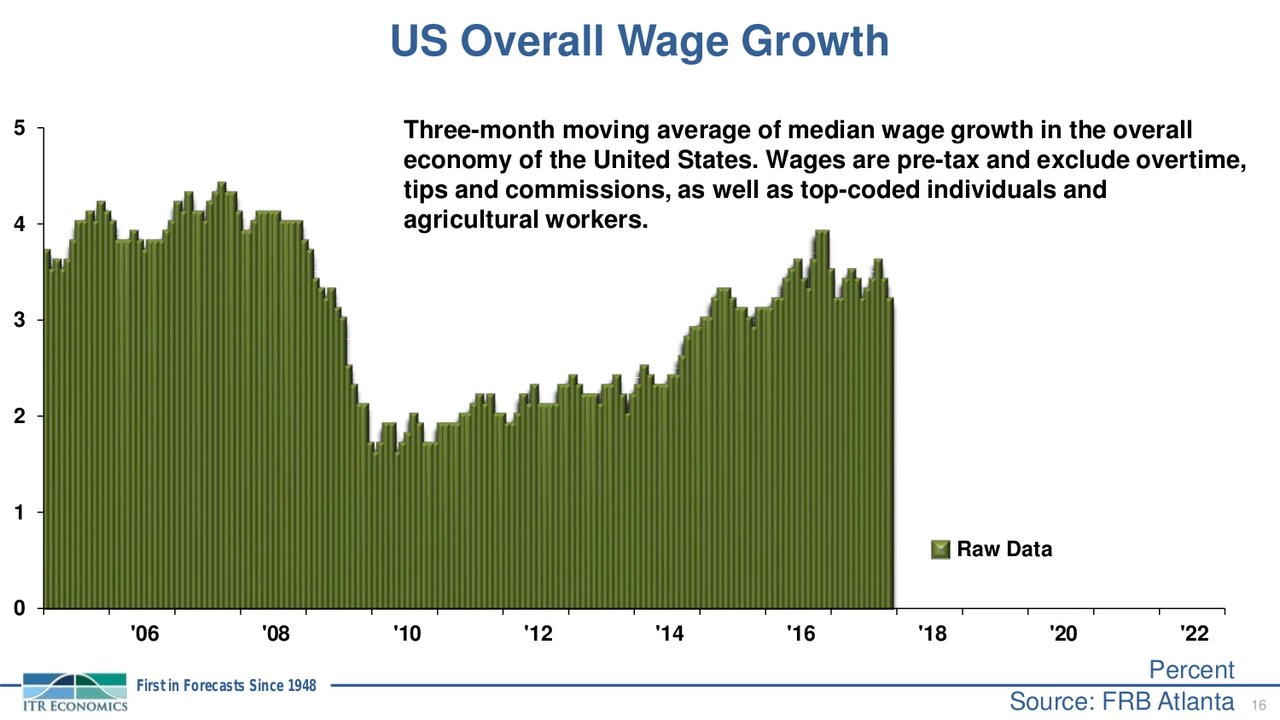 US Overall Wage Growth
Three-month moving average of median wage growth in the overall
economy of the United States. Wages are pre-tax and exclude overtime,
tips and commissions, as well as top-coded individuals and
agricultural workers.
5
4
3
2
1
0
Raw Data
'06 '08 '10 '12 '14 '16 '18 '20 '22
Percent
First in Forecasts Since 1948
ITR ECONOMICS
Source: FRB Atlanta
16